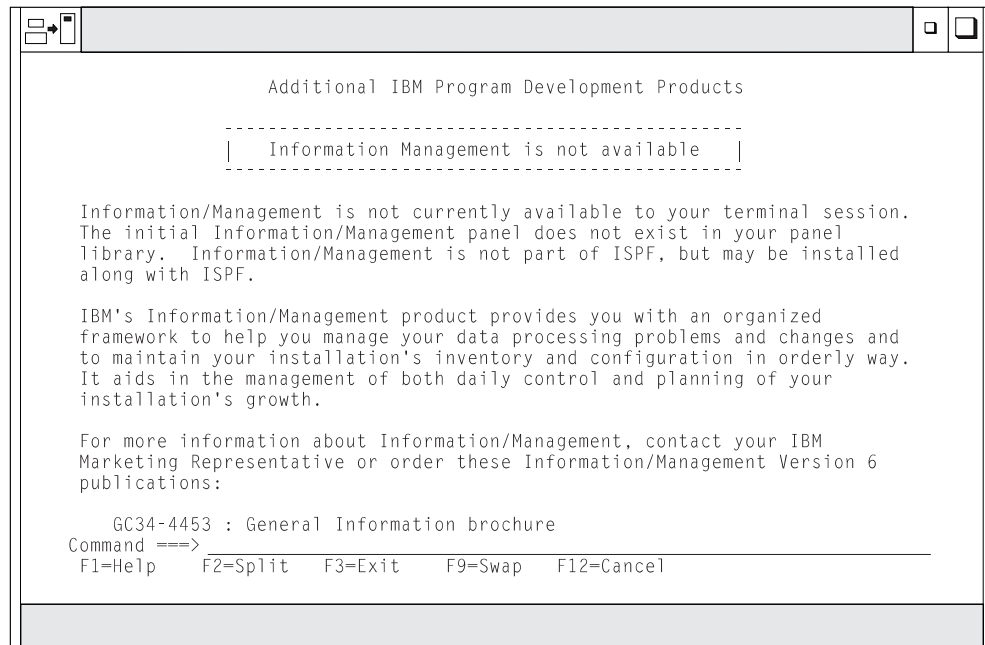 Additional IBM Program Development Products
-----------------------------------------------
|   Information Management is not available   |
-----------------------------------------------
Information/Management is not currently available to your terminal session.
The initial Information/Management panel does not exist in your panel
library.  Information/Management is not part of ISPF, but may be installed
along with ISPF.
IBM's Information/Management product provides you with an organized
framework to help you manage your data processing problems and changes and
to maintain your installation's inventory and configuration in orderly way.
It aids in the management of both daily control and planning of your
installation's growth.
For more information about Information/Management, contact your IBM
Marketing Representative or order these Information/Management Version 6
publications:
GC34-4453 : General Information brochure
Command ===>
F1=Help    F2=Split   F3=Exit    F9=Swap   F12=Cancel